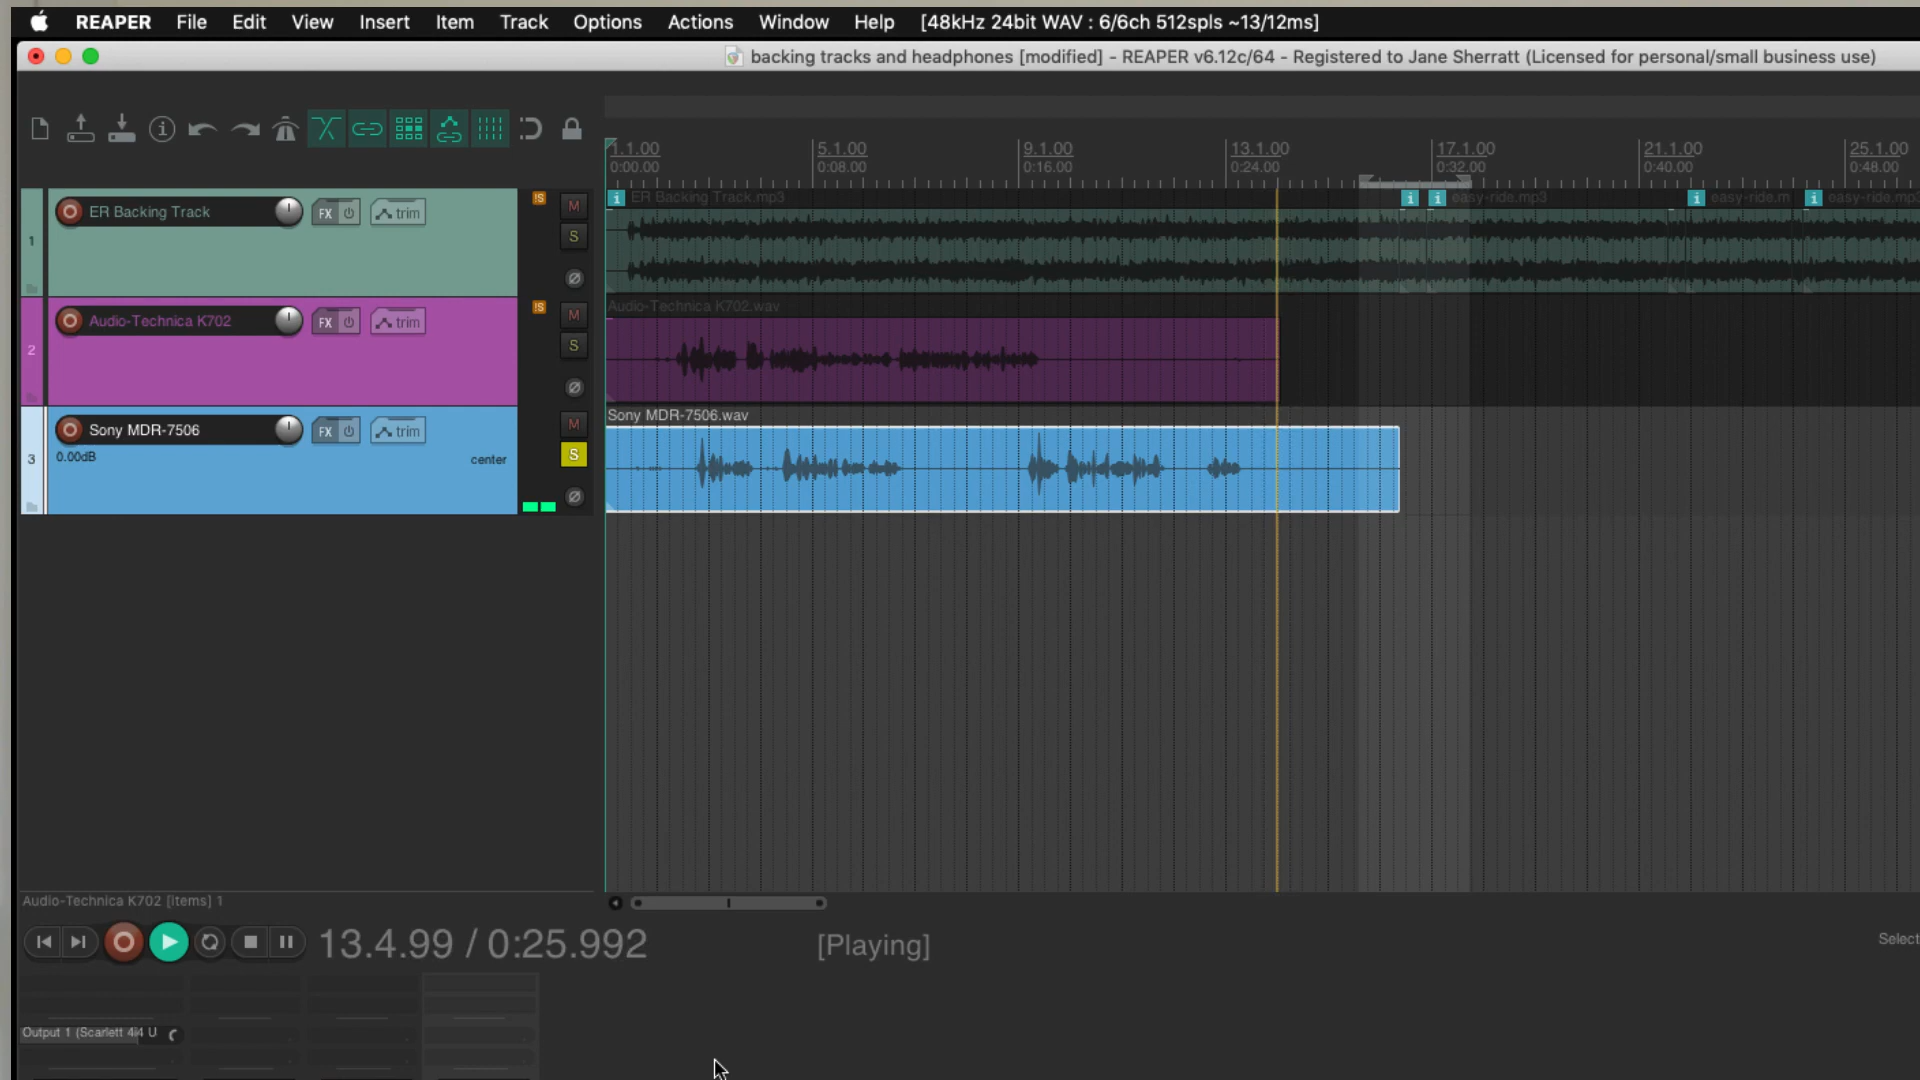 REAPER File Edit View Insert Item Track Options Actions Window Help [48kHz 24bit WAV : 6/6ch 512spls ~13/12ms]
backing tracks and headphones [modified] - REAPER v6.12c/64 - Registered to Jane Sherratt (Licensed for personal/small business use)
1.1.00 5.1.00 9.1.00 13.1.00 17.1.00 21.1.00 25.1.00
0:00.00 0:08.00 0:16.00 0:24.00 0:32.00 0:40.00 0:48.00
ER Backing Track.mp3 easy-ride.mp3 easy-ride.m easy-ride.mp3
1 ER Backing Track FX trim S M
S
Audio-Technica K702.wav
2 Audio-Technica K702 FX trim S M
S
Sony MDR-7506.wav
3 Sony MDR-7506 FX trim M
0.00dB center S
Audio-Technica K702 [items] 1
13.4.99 / 0:25.992 [Playing] Select
Output 1 (Scarlett 4i4 U